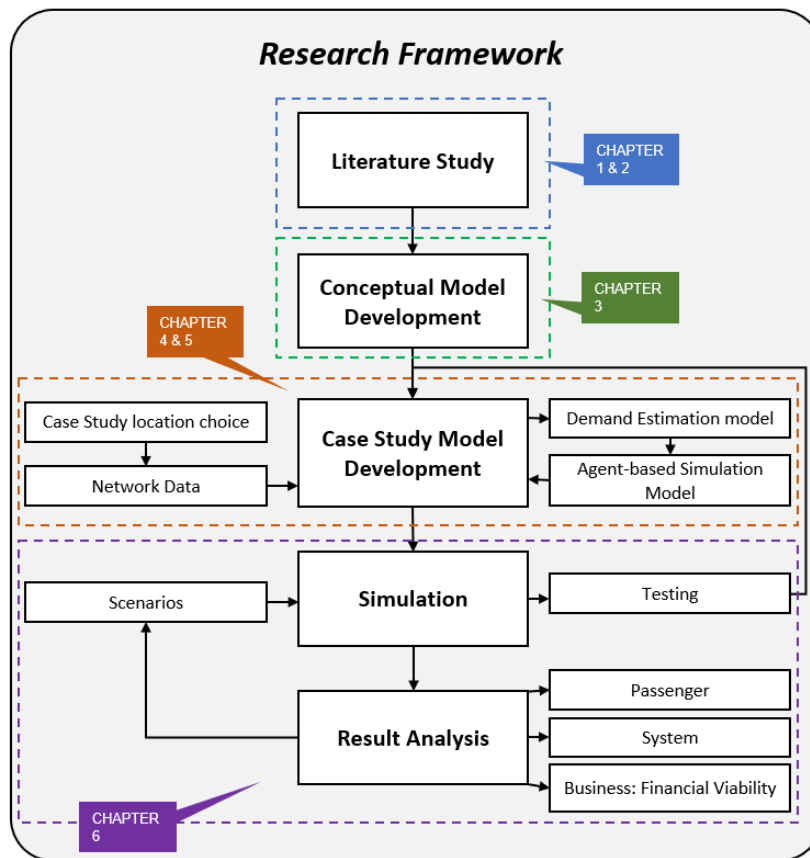 Research Framework
Literature Study
CHAPTER
1 & 2
Conceptual Model
Development
CHAPTER
3
CHAPTER
4 & 5
Case Study location choice
Network Data
Case Study Model
Development
Demand Estimation model
Agent-based Simulation
Model
Scenarios
Simulation
Testing
Result Analysis
Passenger
System
Business: Financial Viability
CHAPTER
6